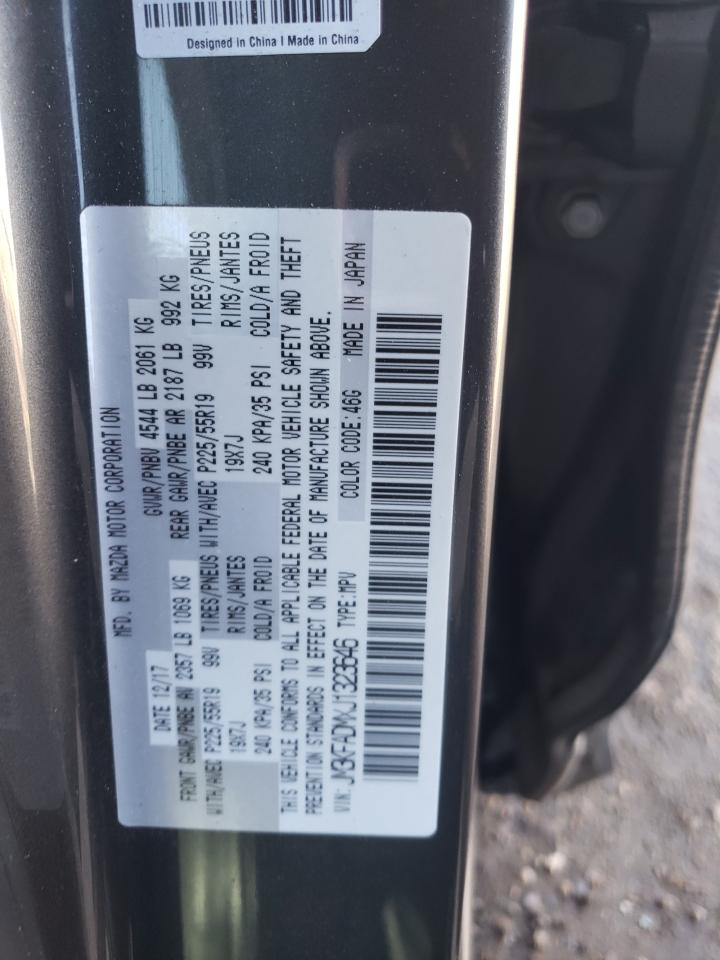 Designed in China | Made in China
MFD. BY MAZDA MOTOR CORPORATION
DATE 12/17 GVWR/PNBV 4544 LB 2061 KG
FRONT GAWR/PNBE AV 2357 LB 1069 KG REAR GAWR/PNBE AR 2187 LB 992 KG
WITH/AVEC P225/55R19 99V TIRES/PNEUS WITH/AVEC P225/55R19 99V TIRES/PNEUS
19X7J RIMS/JANTES 19X7J RIMS/JANTES
240 KPA/35 PSI COLD/A FROID 240 KPA/35 PSI COLD/A FROID
THIS VEHICLE CONFORMS TO ALL APPLICABLE FEDERAL MOTOR VEHICLE SAFETY AND THEFT
PREVENTION STANDARDS IN EFFECT ON THE DATE OF MANUFACTURE SHOWN ABOVE.
VIN: JM3KFADMXJ1323646 TYPE:MPV COLOR CODE:46G MADE IN JAPAN